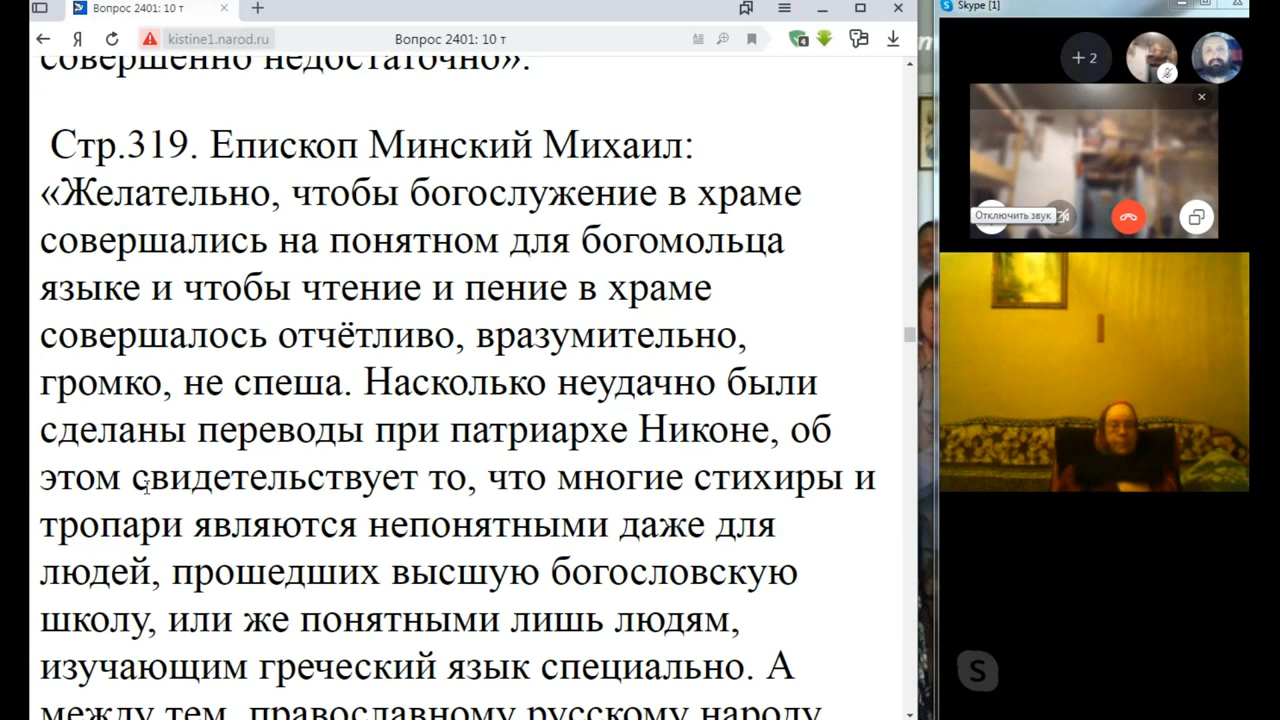 Вопрос 2401: 10 т
Skype [1]
Я
kistine1.narod.ru
Вопрос 2401: 10 т
4
+ 2
совершенно недостаточно».
Стр.319. Епископ Минский Михаил:
«Желательно, чтобы богослужение в храме
совершались на понятном для богомольца
языке и чтобы чтение и пение в храме
совершалось отчётливо, вразумительно,
громко, не спеша. Насколько неудачно были
сделаны переводы при патриархе Никоне, об
этом свидетельствует то, что многие стихиры и
тропари являются непонятными даже для
людей, прошедших высшую богословскую
школу, или же понятными лишь людям,
изучающим греческий язык специально. А
между тем, православному русскому народу
Отключить звук
S